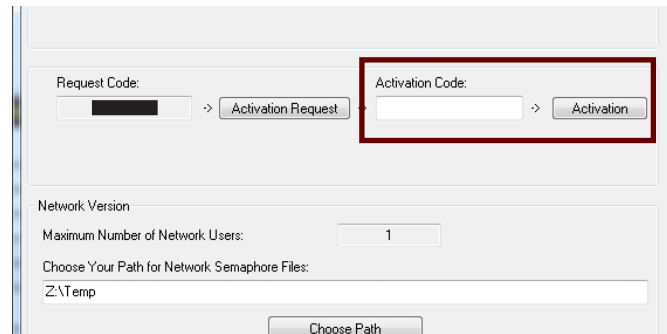 Request Code:
Activation Code:
-> Activation Request -> -> Activation
Network Version
Maximum Number of Network Users: 1
Choose Your Path for Network Semaphore Files:
Z:\Temp
Choose Path